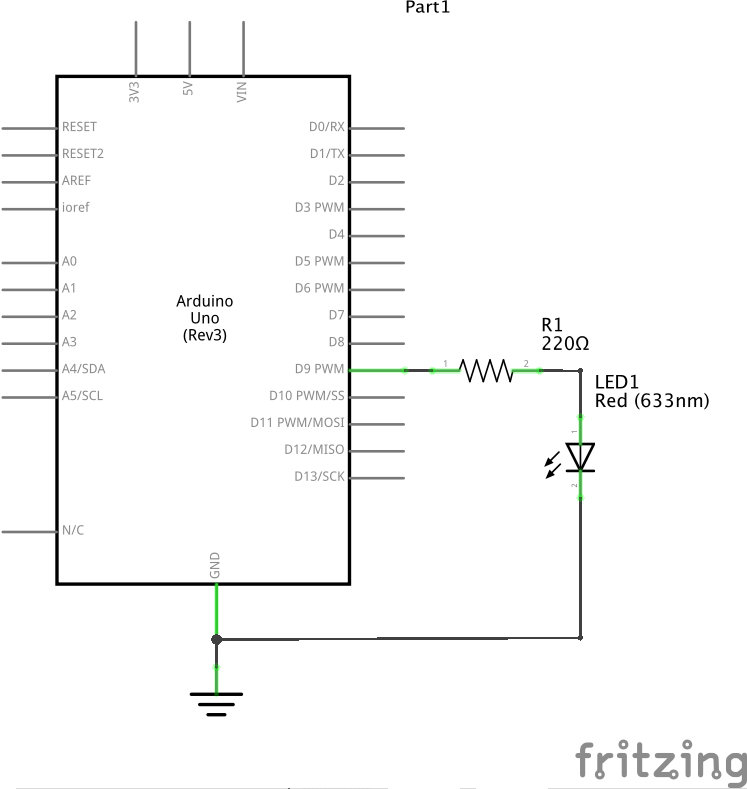 Part1
3V3
5V
VIN
RESET
RESET2
AREF
ioref
A0
A1
A2
A3
A4/SDA
A5/SCL
N/C
Arduino
Uno
(Rev3)
D0/RX
D1/TX
D2
D3 PWM
D4
D5 PWM
D6 PWM
D7
D8
D9 PWM
D10 PWM/SS
D11 PWM/MOSI
D12/MISO
D13/SCK
GND
R1
220Ω
1
2
LED1
Red (633nm)
1
2
fritzing